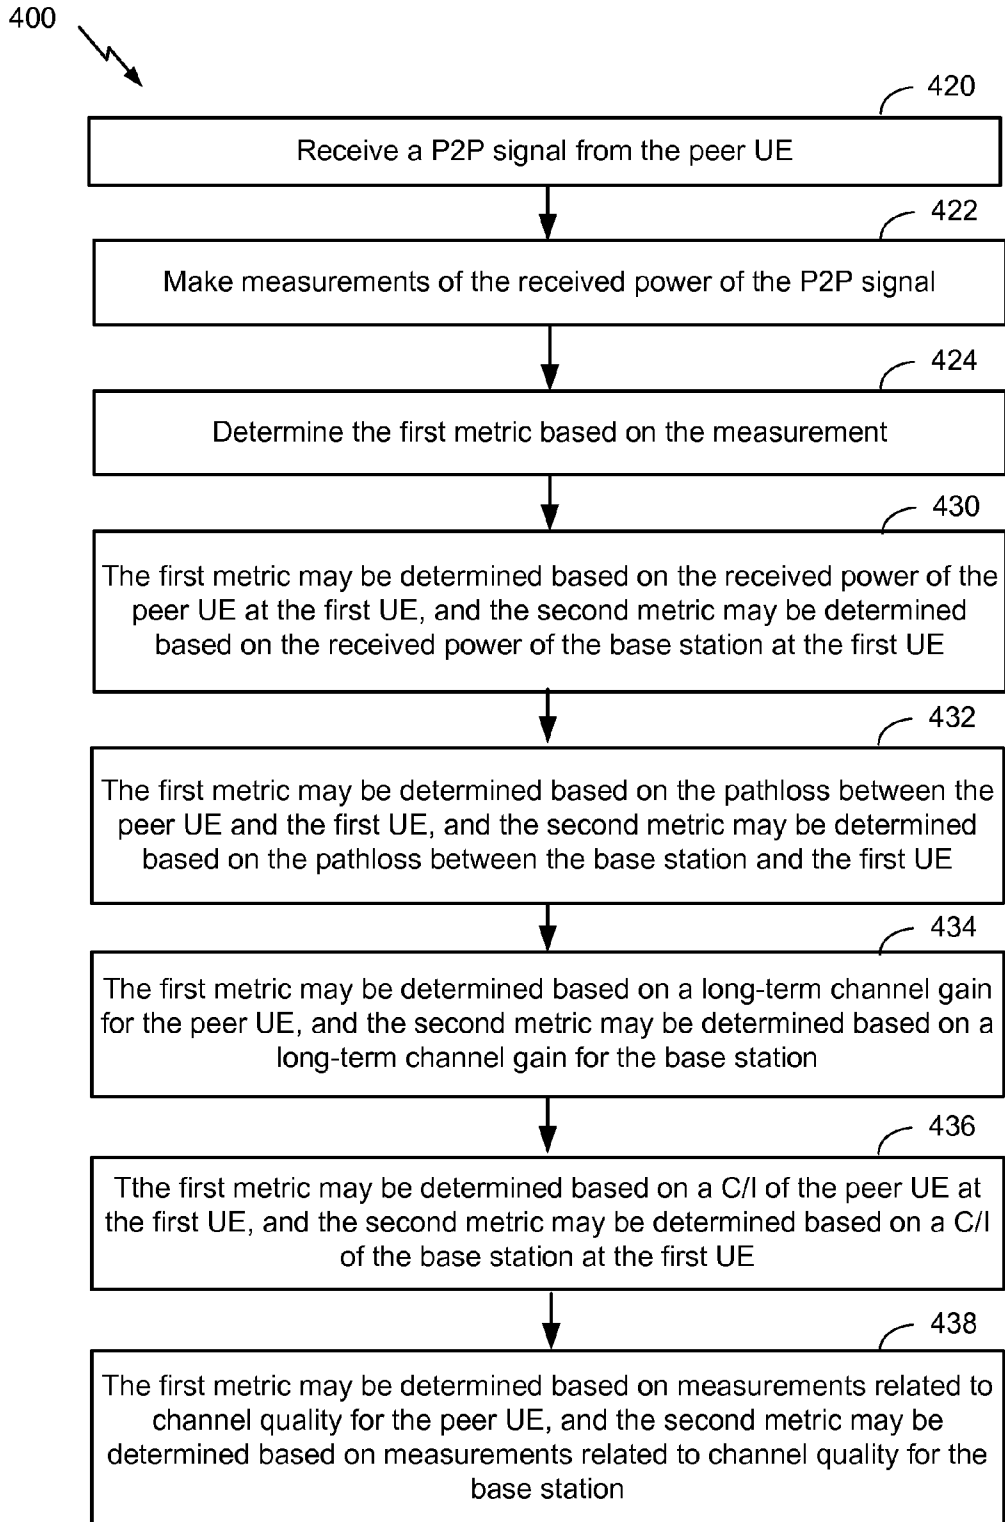 400
420
Receive a P2P signal from the peer UE
422
Make measurements of the received power of the P2P signal
424
Determine the first metric based on the measurement
430
The first metric may be determined based on the received power of the
peer UE at the first UE, and the second metric may be determined
based on the received power of the base station at the first UE
432
The first metric may be determined based on the pathloss between the
peer UE and the first UE, and the second metric may be determined
based on the pathloss between the base station and the first UE
434
The first metric may be determined based on a long-term channel gain
for the peer UE, and the second metric may be determined based on a
long-term channel gain for the base station
436
Tthe first metric may be determined based on a C/I of the peer UE at
the first UE, and the second metric may be determined based on a C/I
of the base station at the first UE
438
The first metric may be determined based on measurements related to
channel quality for the peer UE, and the second metric may be
determined based on measurements related to channel quality for the
base station